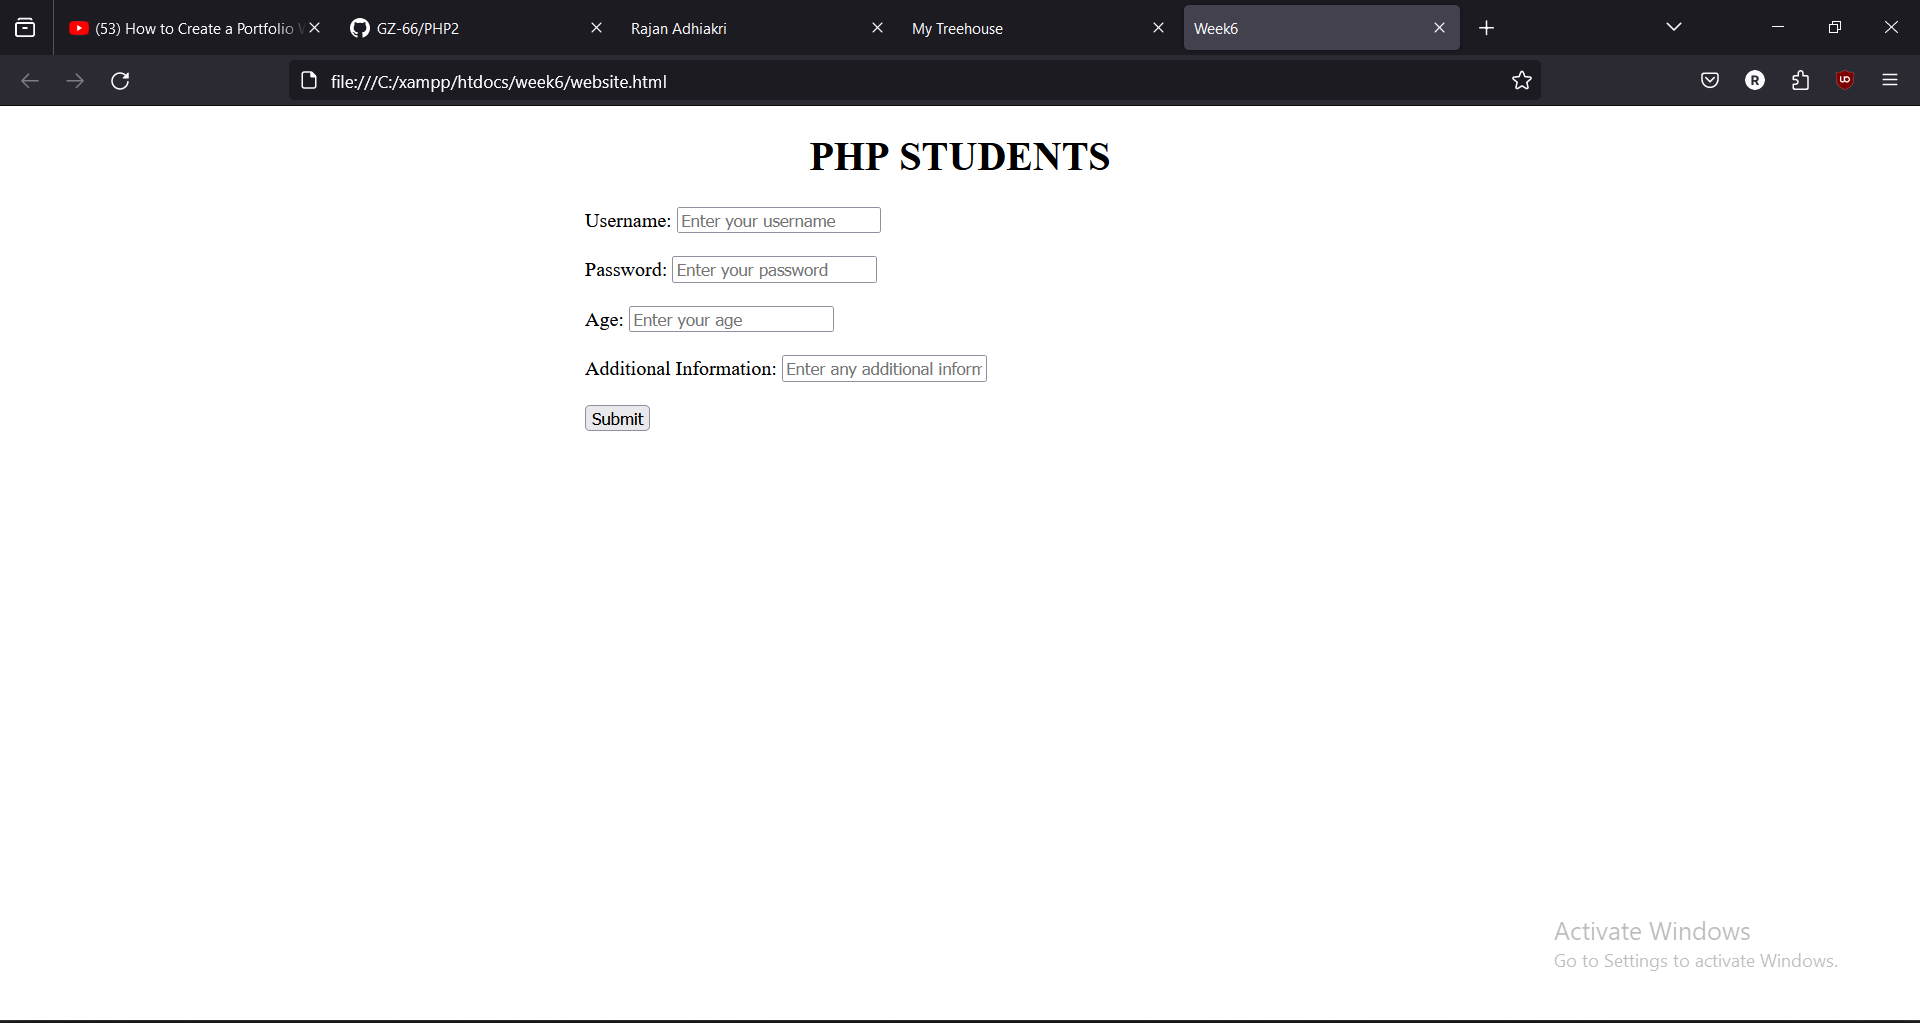 (53) How to Create a Portfolio
GZ-66/PHP2
Rajan Adhiakri
My Treehouse
Week6
file:///C:/xampp/htdocs/week6/website.html
R
PHP STUDENTS
Username: Enter your username
Password: Enter your password
Age: Enter your age
Additional Information: Enter any additional inform
Submit
Activate Windows
Go to Settings to activate Windows.